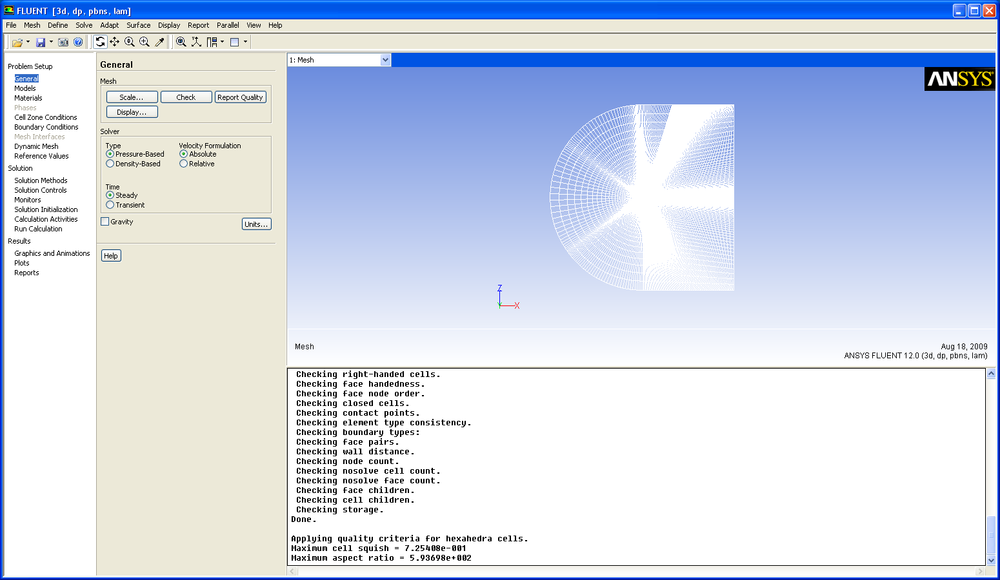 FLUENT [3d, dp, pbns, lam]
File Mesh Define Solve Adapt Surface Display Report Parallel View Help
Problem Setup
General
Models
Materials
Phases
Cell Zone Conditions
Boundary Conditions
Mesh Interfaces
Dynamic Mesh
Reference Values
Solution
Solution Methods
Solution Controls
Monitors
Solution Initialization
Calculation Activities
Run Calculation
Results
Graphics and Animations
Plots
Reports
General
Mesh
Scale... Check Report Quality
Display...
Solver
Type Velocity Formulation
Pressure-Based Absolute
Density-Based Relative
Time
Steady
Transient
Gravity
Units...
Help
1: Mesh
ANSYS
Z
Y X
Mesh
Aug 18, 2009
ANSYS FLUENT 12.0 (3d, dp, pbns, lam)
Checking right-handed cells.
Checking face handedness.
Checking face node order.
Checking closed cells.
Checking contact points.
Checking element type consistency.
Checking boundary types:
Checking face pairs.
Checking wall distance.
Checking node count.
Checking nosolve cell count.
Checking nosolve face count.
Checking face children.
Checking cell children.
Checking storage.
Done.
Applying quality criteria for hexahedra cells.
Maximum cell squish = 7.25408e-001
Maximum aspect ratio = 5.93698e+002